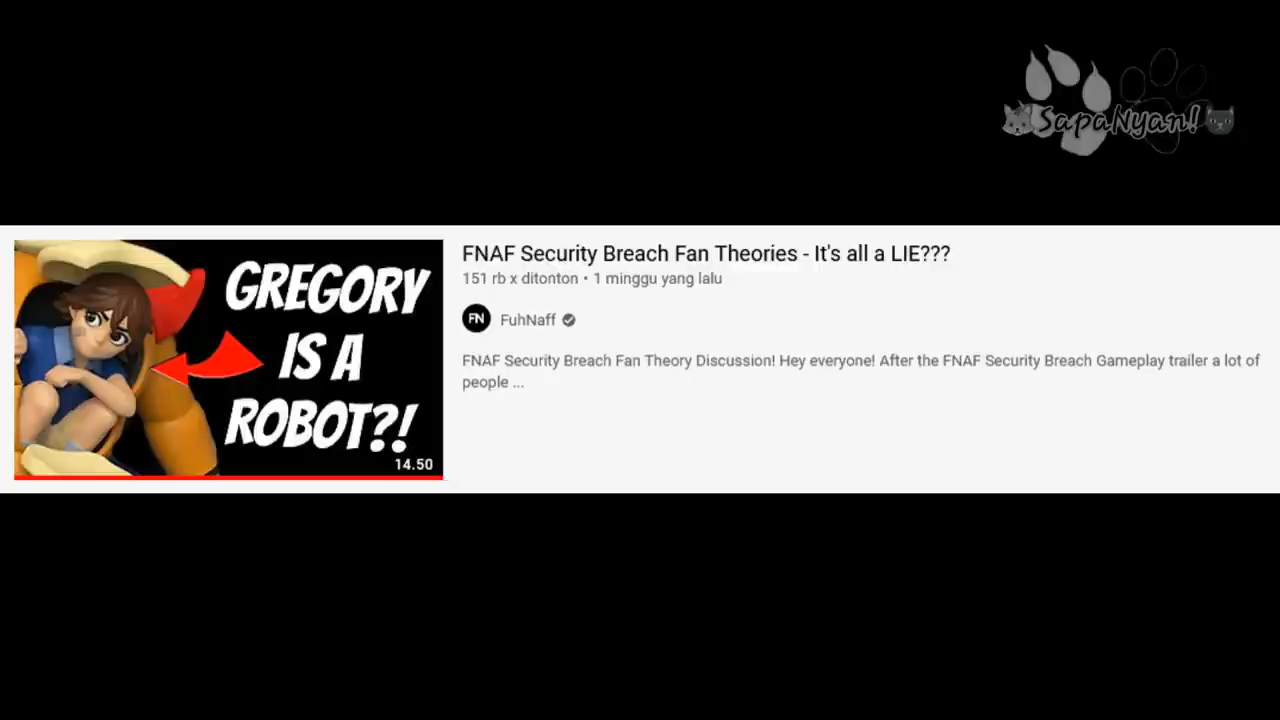 SapaNyan!
GREGORY
IS A
ROBOT?!
14.50
FNAF Security Breach Fan Theories - It's all a LIE???
151 rb x ditonton • 1 minggu yang lalu
FN FuhNaff
FNAF Security Breach Fan Theory Discussion! Hey everyone! After the FNAF Security Breach Gameplay trailer a lot of
people ...